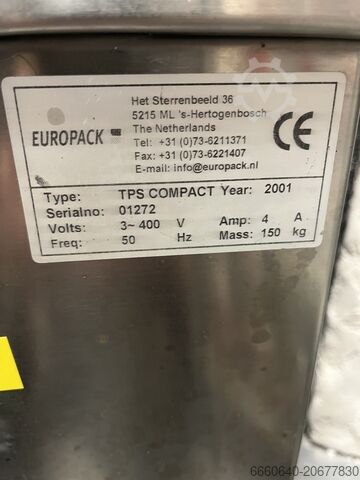 Het Sterrenbeeld 36
5215 ML 's-Hertogenbosch
EUROPACK The Netherlands
Tel: +31 (0)73-6211371
Fax: +31 (0)73-6221407
E-mail: info@europack.nl
CE
Type: TPS COMPACT Year: 2001
Serialno: 01272
Volts: 3~ 400 V Amp: 4 A
Freq: 50 Hz Mass: 150 kg
6660640-20677830